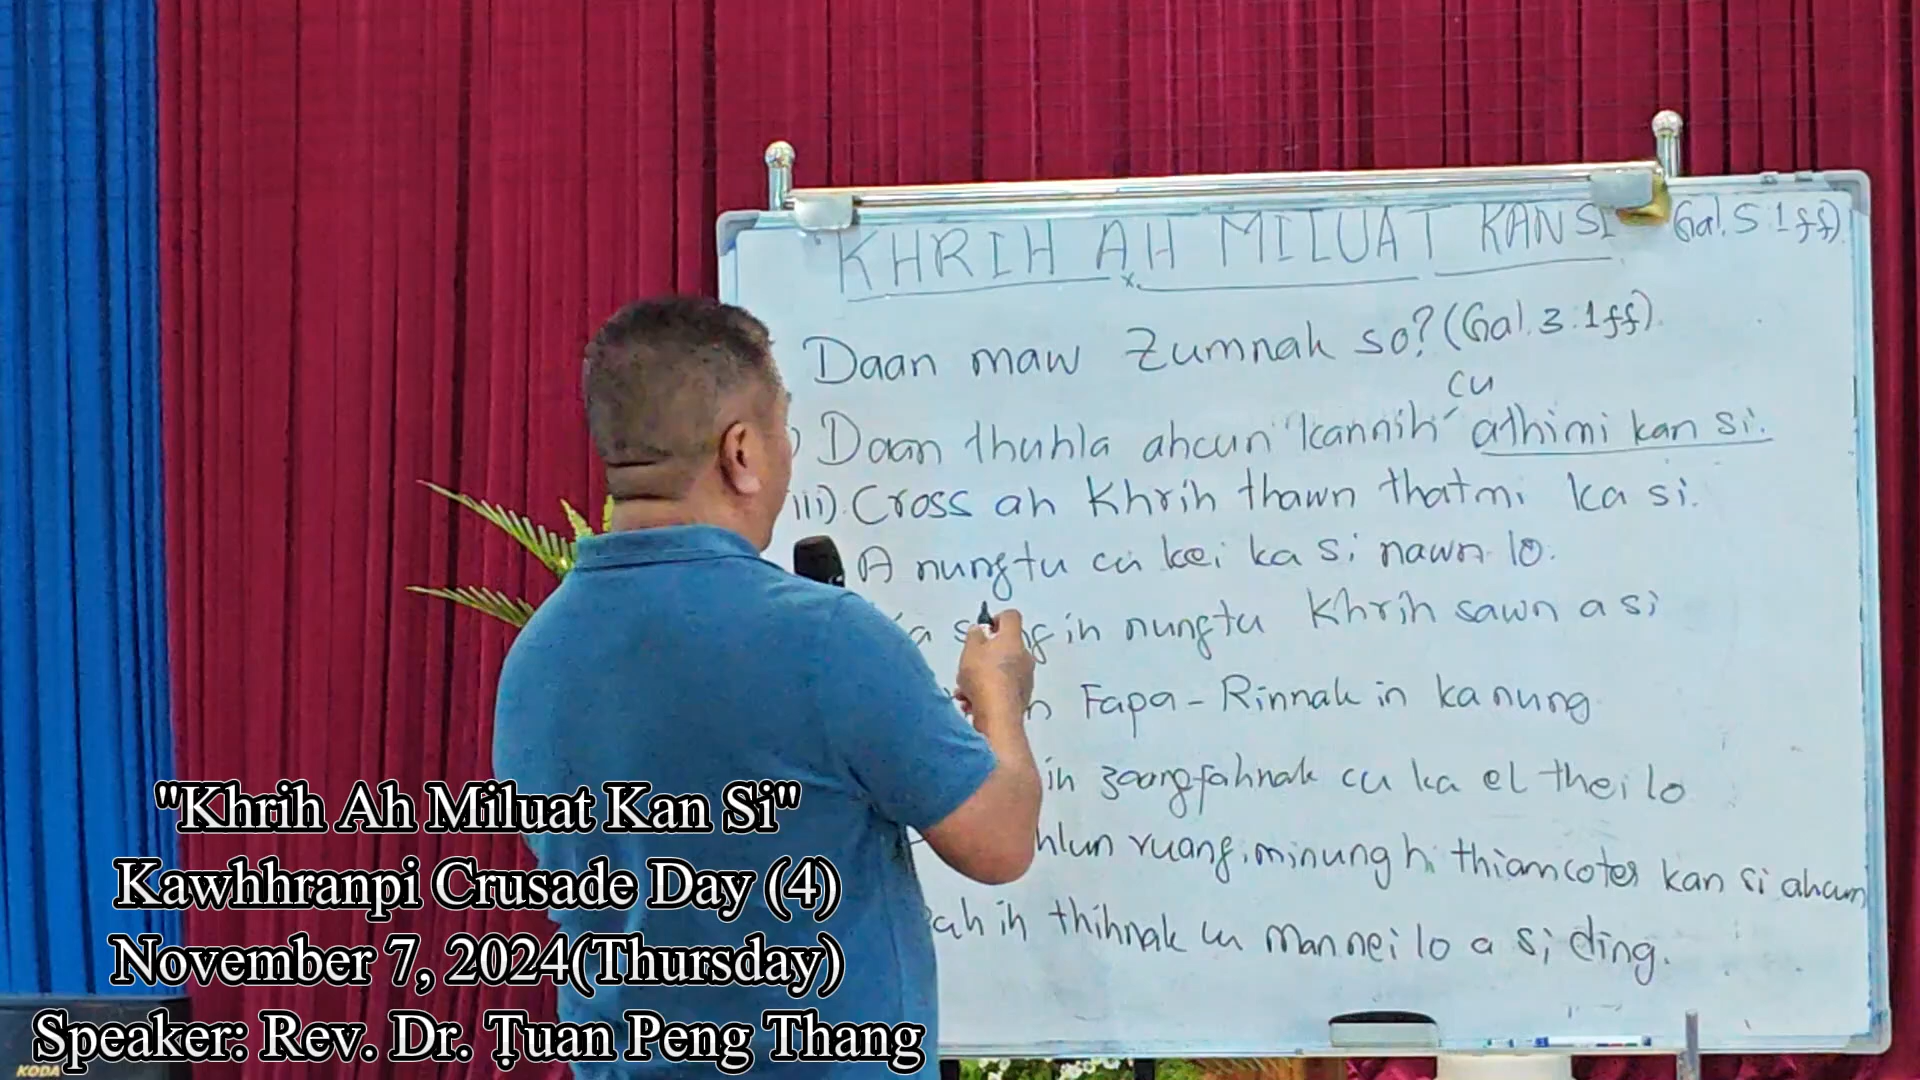 KHRIH AH MILUAT KAN SI (Gal. 5:1ff)
Daan maw Zumnak so? (Gal. 3:1ff).
cu
) Daan thuhla ahcun "kannih" athimi kan si.
iii). Cross ah Khrih thawn thatmi ka si.
A nungtu cu kei ka si nawn lo.
in nungtu Khrih sawn a si
Fapa - Rinnak in ka nung
in zaangfahnak cu ka el thei lo
ruang, minung hi kan si ahcun
ah ih thihnak cu man nei lo a si ding.
"Khrih Ah Miluat Kan Si"
Kawhhranpi Crusade Day (4)
November 7, 2024(Thursday)
Speaker: Rev. Dr. Ṭuan Peng Thang
KODA